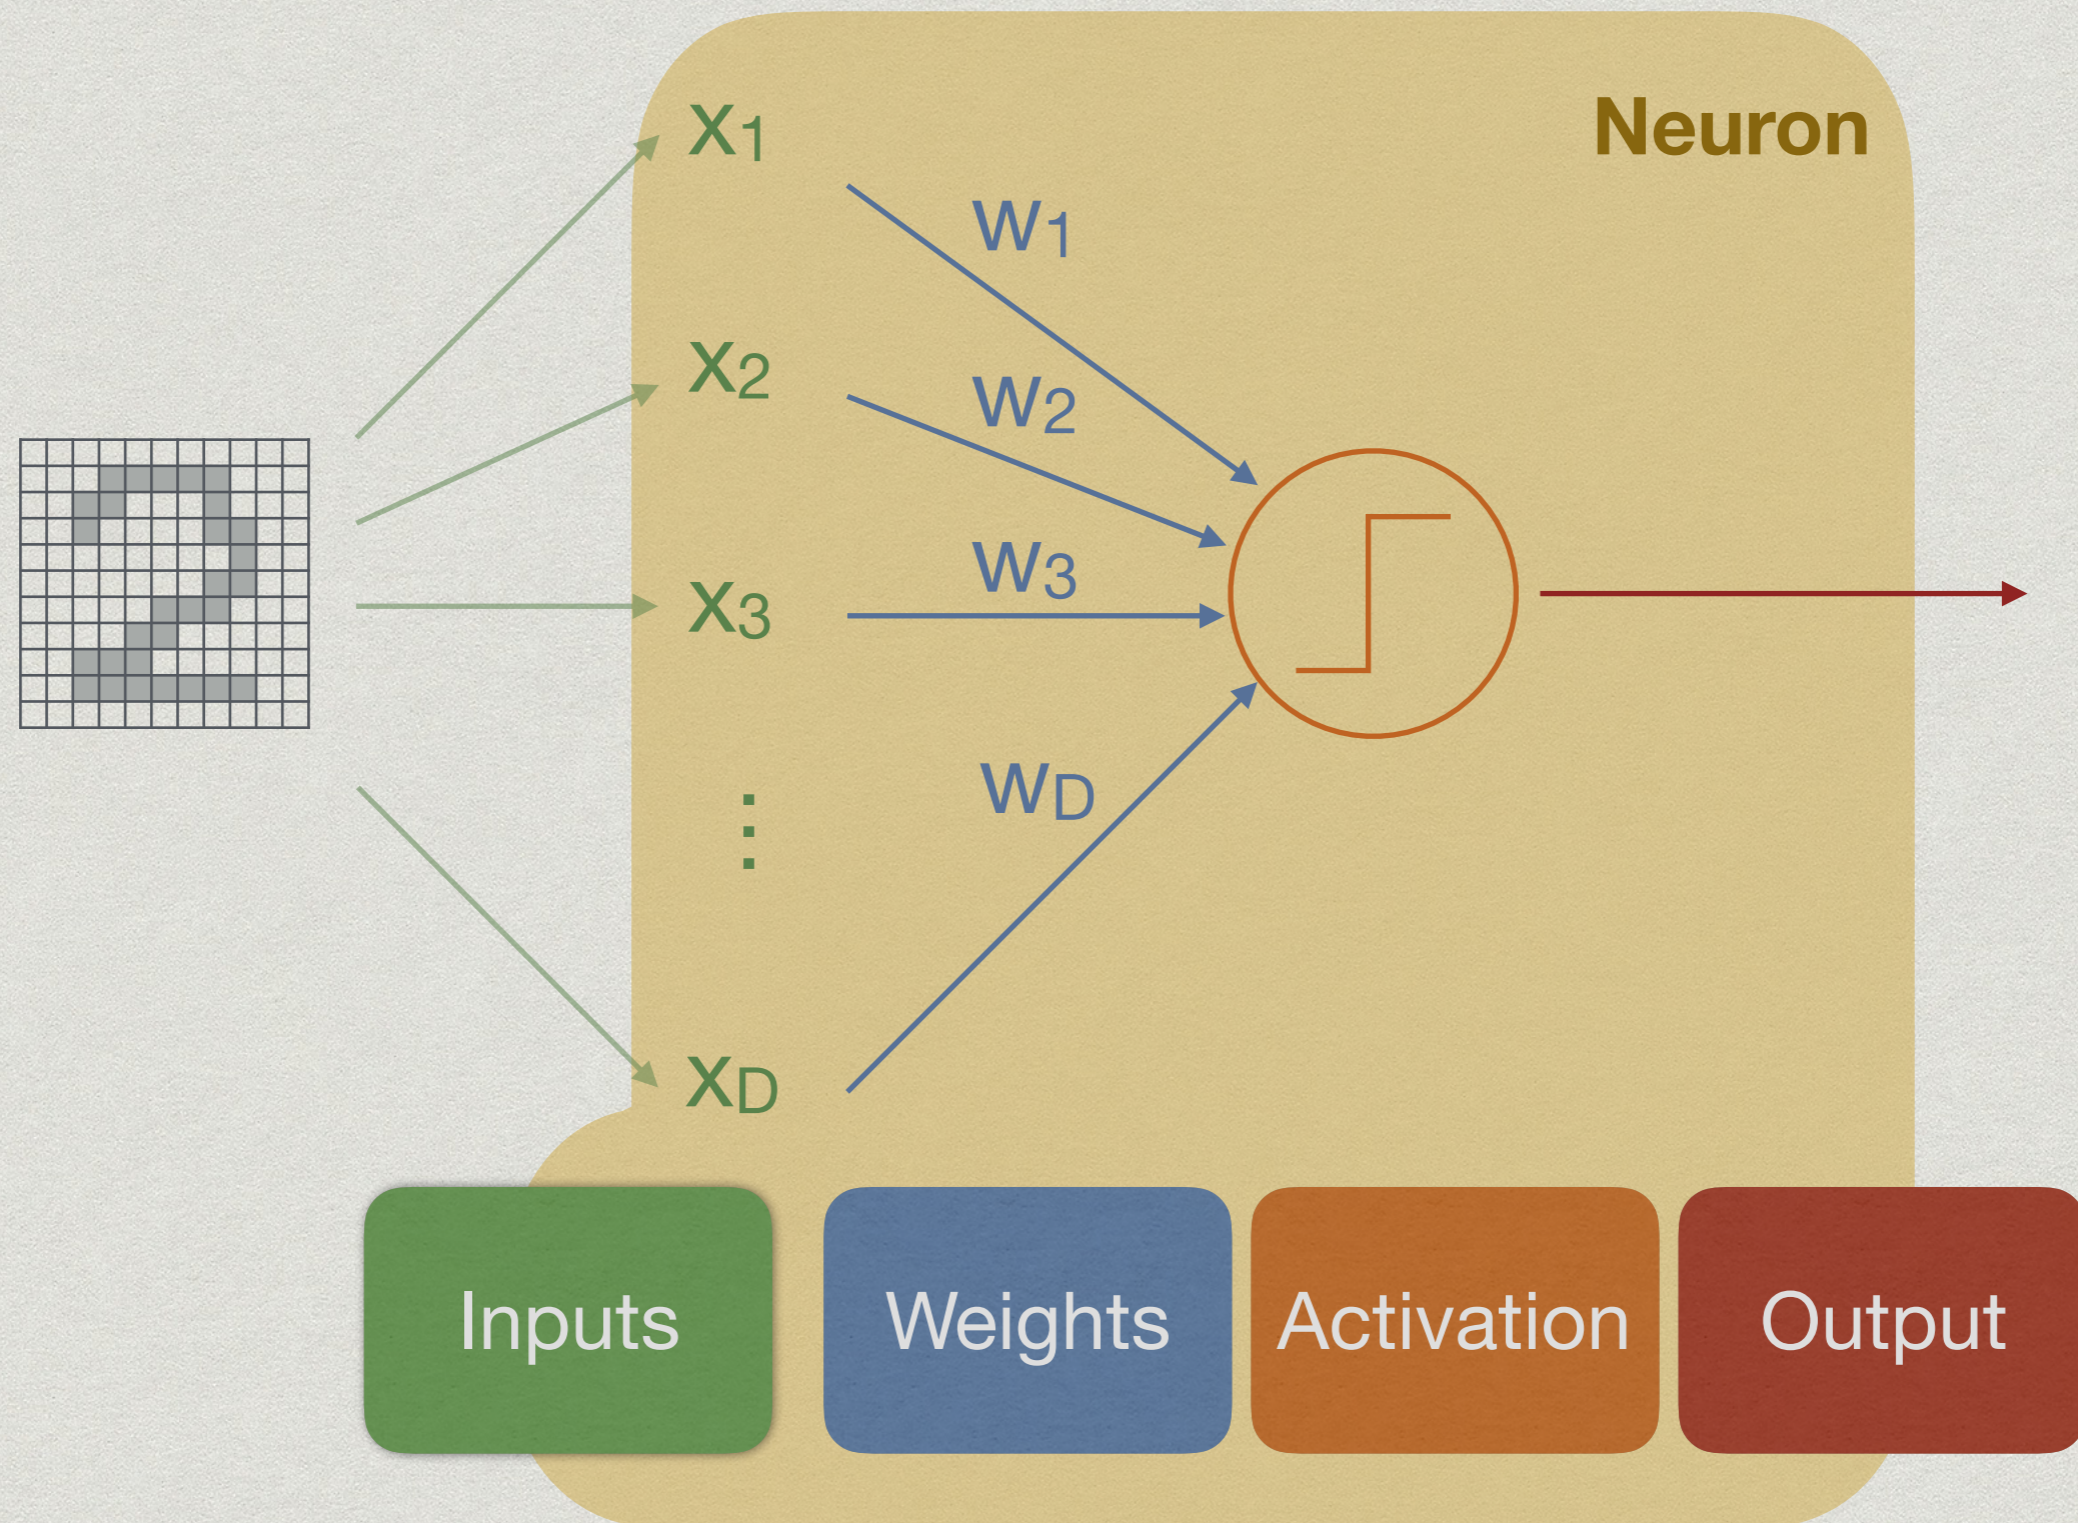 Neuron
x1
w1
x2
w2
x3
w3
⋮
wD
xD
Inputs
Weights
Activation
Output